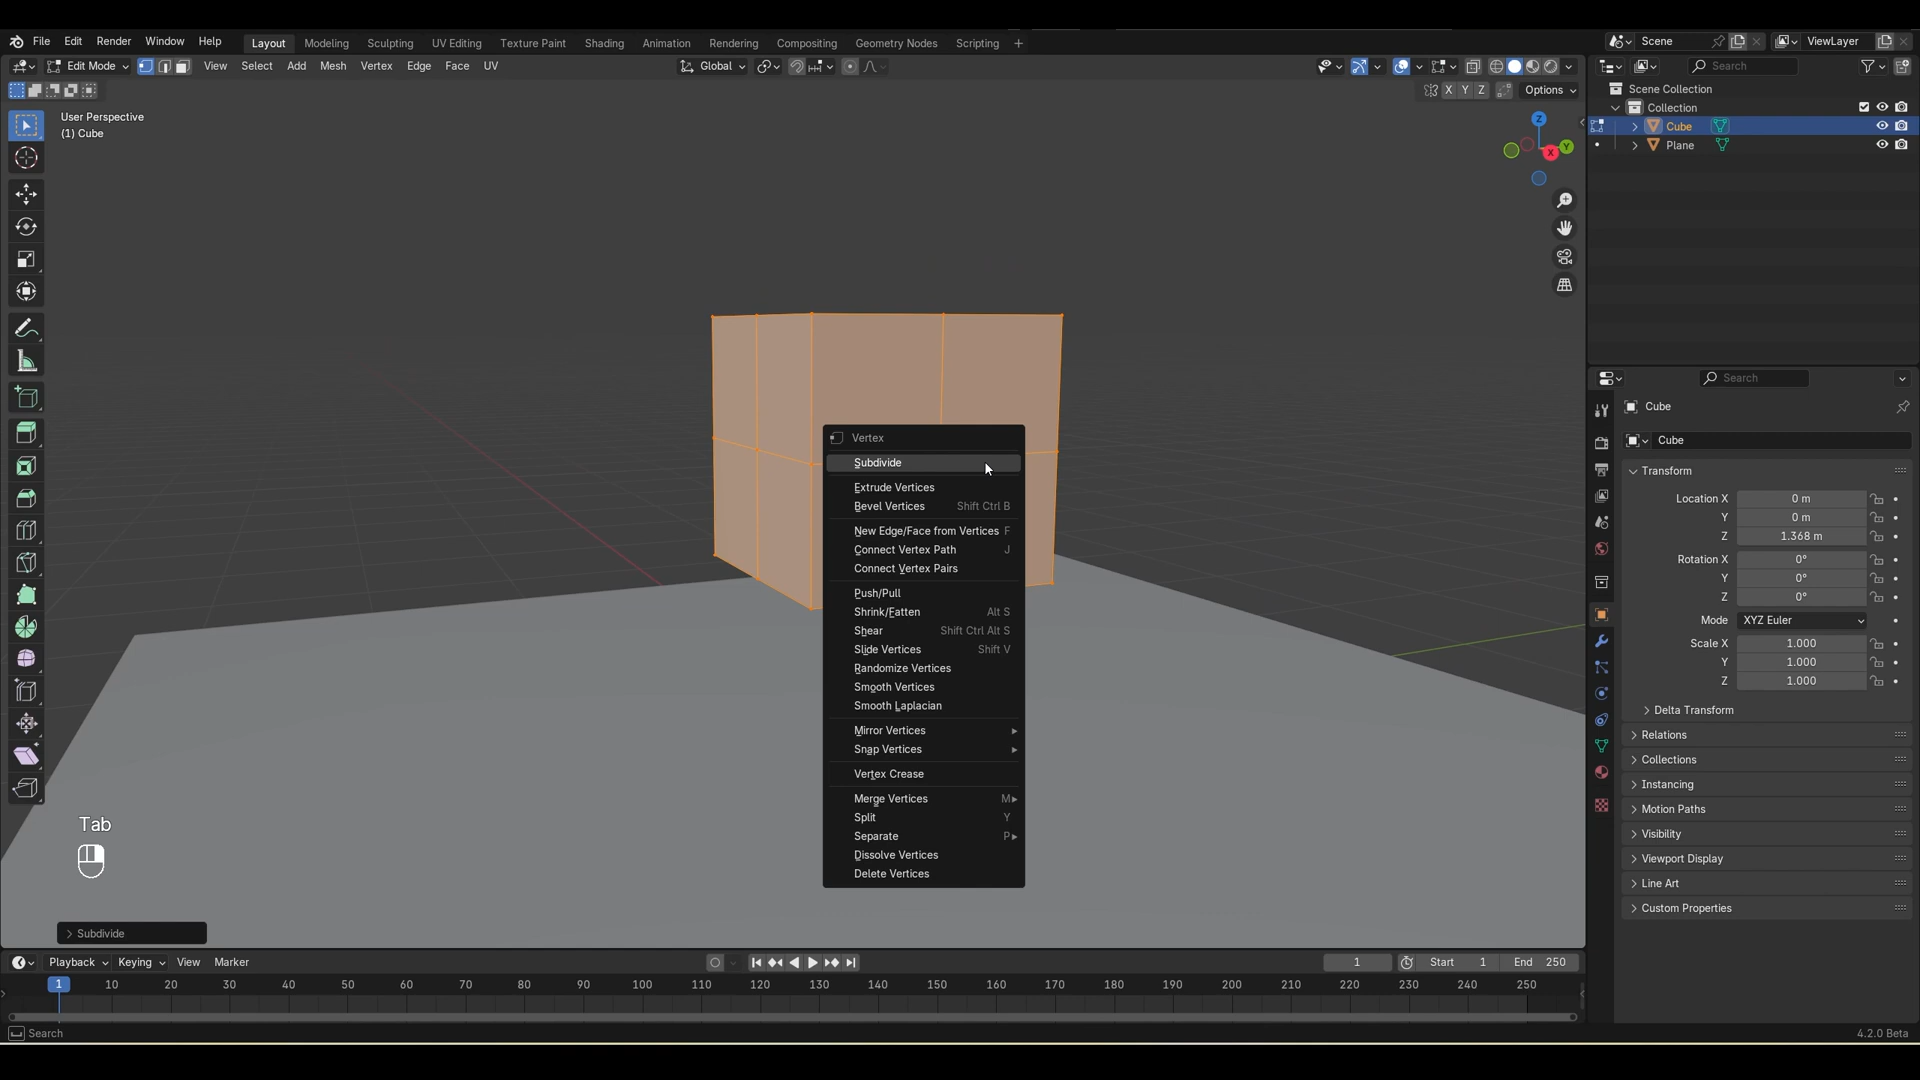 File Edit Render Window Help Layout Modeling Sculpting UV Editing Texture Paint Shading Animation Rendering Compositing Geometry Nodes Scripting + Scene ViewLayer
Edit Mode View Select Add Mesh Vertex Edge Face UV Global Search
X Y Z Options
User Perspective
(1) Cube
Z
X
Y
Scene Collection
Collection
Cube
Plane
Vertex
Subdivide
Extrude Vertices
Bevel Vertices Shift Ctrl B
New Edge/Face from Vertices F
Connect Vertex Path J
Connect Vertex Pairs
Push/Pull
Shrink/Fatten Alt S
Shear Shift Ctrl Alt S
Slide Vertices Shift V
Randomize Vertices
Smooth Vertices
Smooth Laplacian
Mirror Vertices
Snap Vertices
Vertex Crease
Merge Vertices M
Split Y
Separate P
Dissolve Vertices
Delete Vertices
Search
Cube
Cube
Transform
Location X 0 m
Y 0 m
Z 1.368 m
Rotation X 0°
Y 0°
Z 0°
Mode XYZ Euler
Scale X 1.000
Y 1.000
Z 1.000
Delta Transform
Relations
Collections
Instancing
Motion Paths
Visibility
Viewport Display
Line Art
Custom Properties
Tab
Subdivide
Playback Keying View Marker 1 Start 1 End 250
1 10 20 30 40 50 60 70 80 90 100 110 120 130 140 150 160 170 180 190 200 210 220 230 240 250
Search 4.2.0 Beta